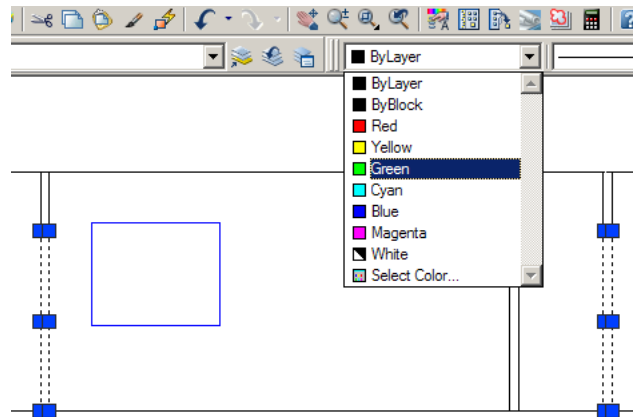 ByLayer
ByLayer
ByBlock
Red
Yellow
Green
Cyan
Blue
Magenta
White
Select Color...